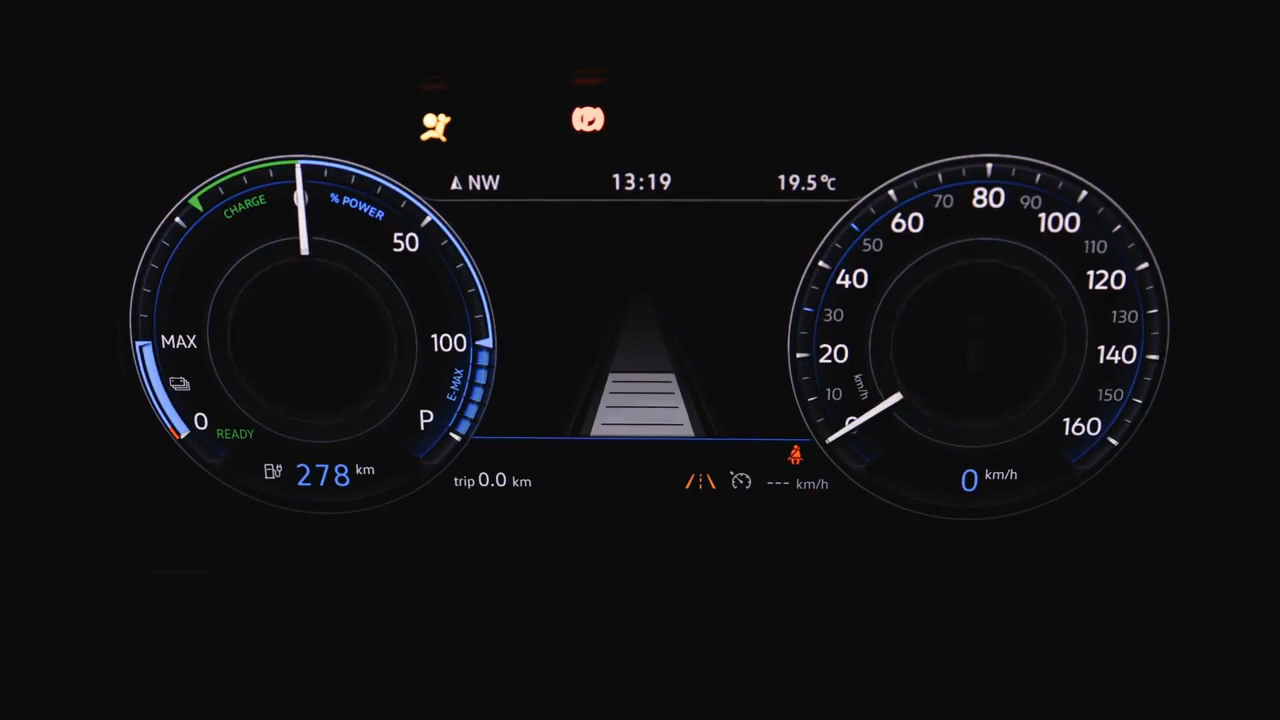 NW
13:19
19.5°C
CHARGE
% POWER
0
50
100
E-MAX
P
MAX
0
READY
278 km
trip 0.0 km
--- km/h
0
10
20
30
40
50
60
70
80
90
100
110
120
130
140
150
160
km/h
0 km/h
P